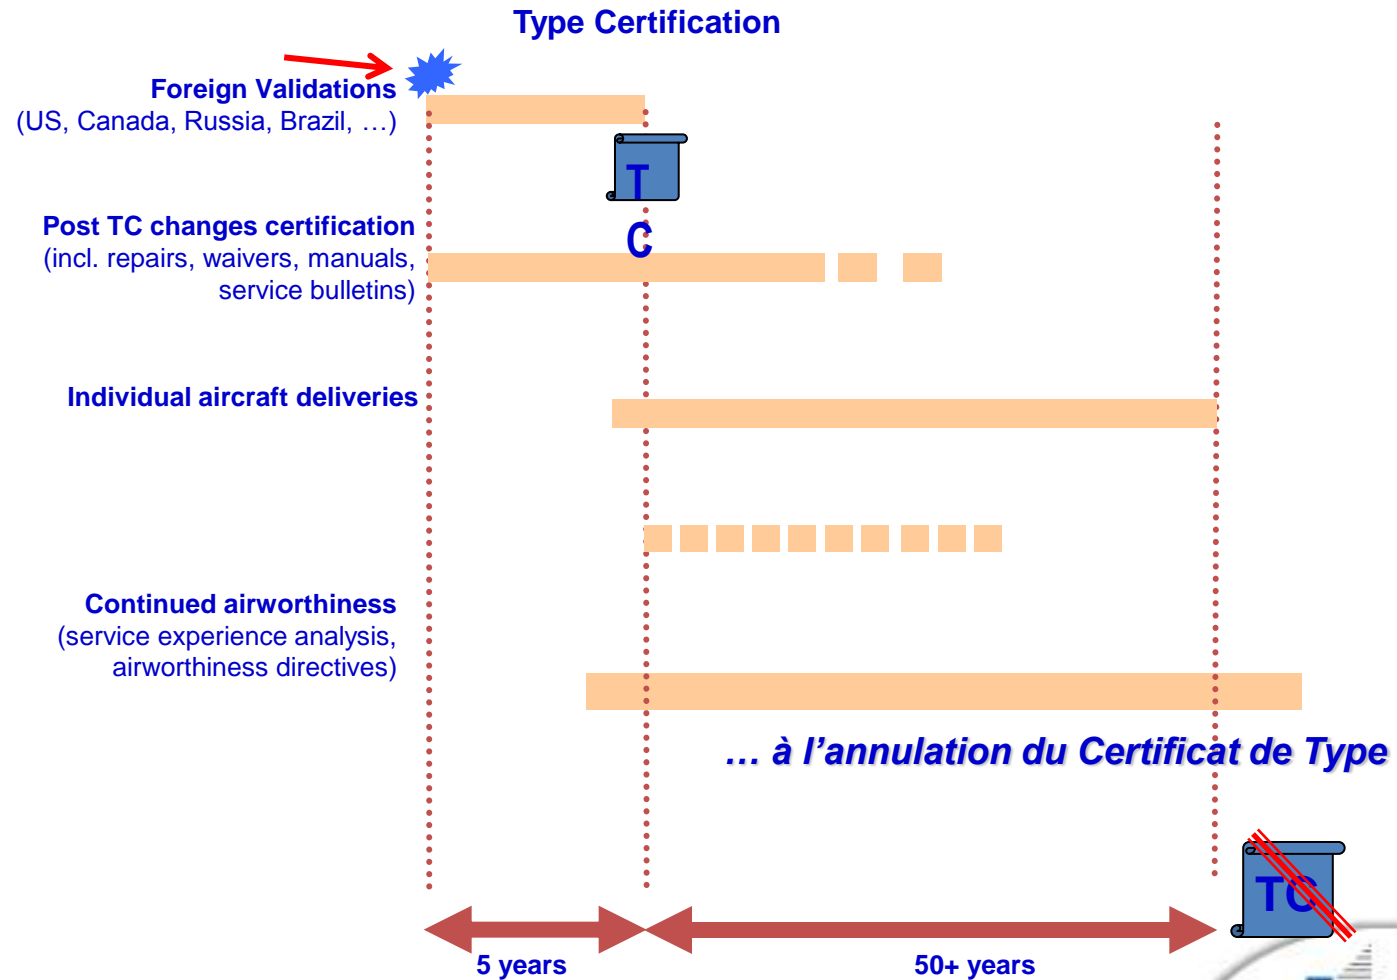 Type Certification
Foreign Validations
(US, Canada, Russia, Brazil, …)
T
C
Post TC changes certification
(incl. repairs, waivers, manuals,
service bulletins)
Individual aircraft deliveries
Continued airworthiness
(service experience analysis,
airworthiness directives)
… à l’annulation du Certificat de Type
TC
5 years
50+ years